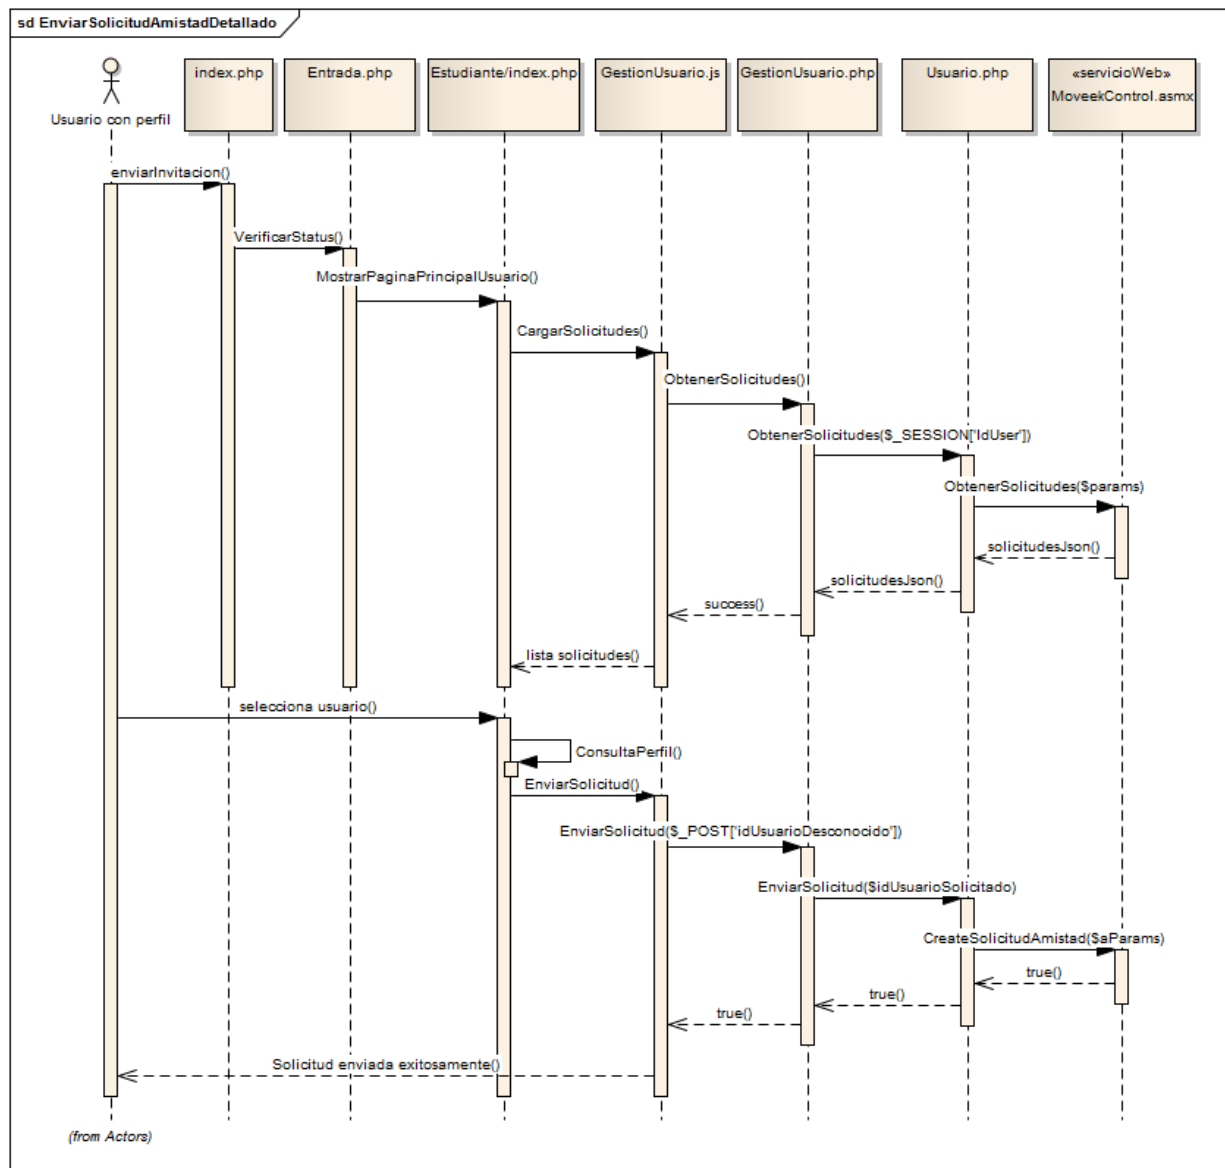 sd EnviarSolicitudAmistadDetallado
Usuario con perfil
index.php
Entrada.php
Estudiante/index.php
GestionUsuario.js
GestionUsuario.php
Usuario.php
«servicioWeb»
MoveekControl.asmx
enviarInvitacion()
VerificarStatus()
MostrarPaginaPrincipalUsuario()
CargarSolicitudes()
ObtenerSolicitudes()
ObtenerSolicitudes($_SESSION['IdUser'])
ObtenerSolicitudes($params)
solicitudesJson()
solicitudesJson()
success()
lista solicitudes()
selecciona usuario()
ConsultaPerfil()
EnviarSolicitud()
EnviarSolicitud($_POST['idUsuarioDesconocido'])
EnviarSolicitud($idUsuarioSolicitado)
CreateSolicitudAmistad($aParams)
true()
true()
true()
Solicitud enviada exitosamente()
(from Actors)